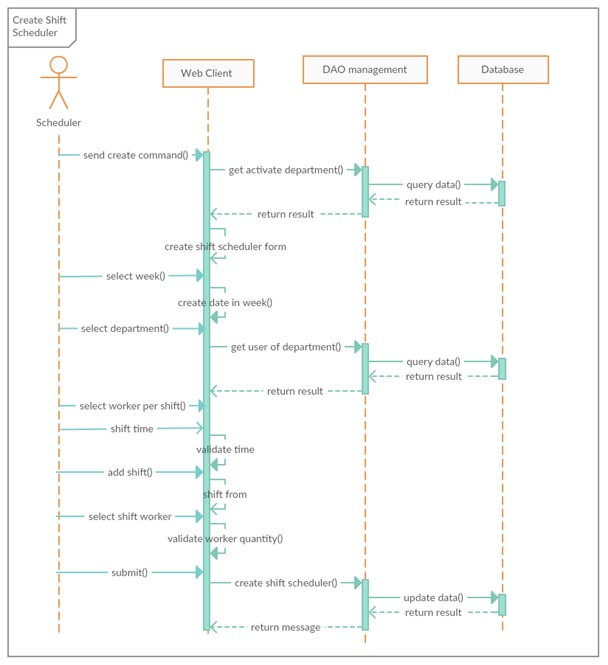 Create Shift
Scheduler
Scheduler
Web Client
DAO management
Database
send create command()
get activate department()
query data()
return result
return result
create shift scheduler form
select week()
create date in week()
select department()
get user of department()
query data()
return result
return result
select worker per shift()
shift time
validate time
add shift()
shift from
select shift worker
validate worker quantity()
submit()
create shift scheduler()
update data()
return result
return message